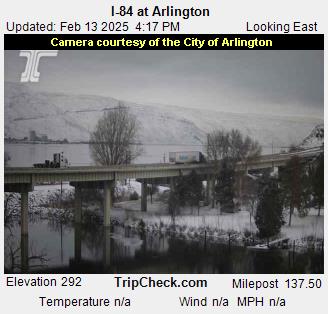 I-84 at Arlington
Updated: Feb 13 2025 4:17 PM Looking East
Camera courtesy of the City of Arlington
Elevation 292 TripCheck.com Milepost 137.50
Temperature n/a Wind n/a MPH n/a